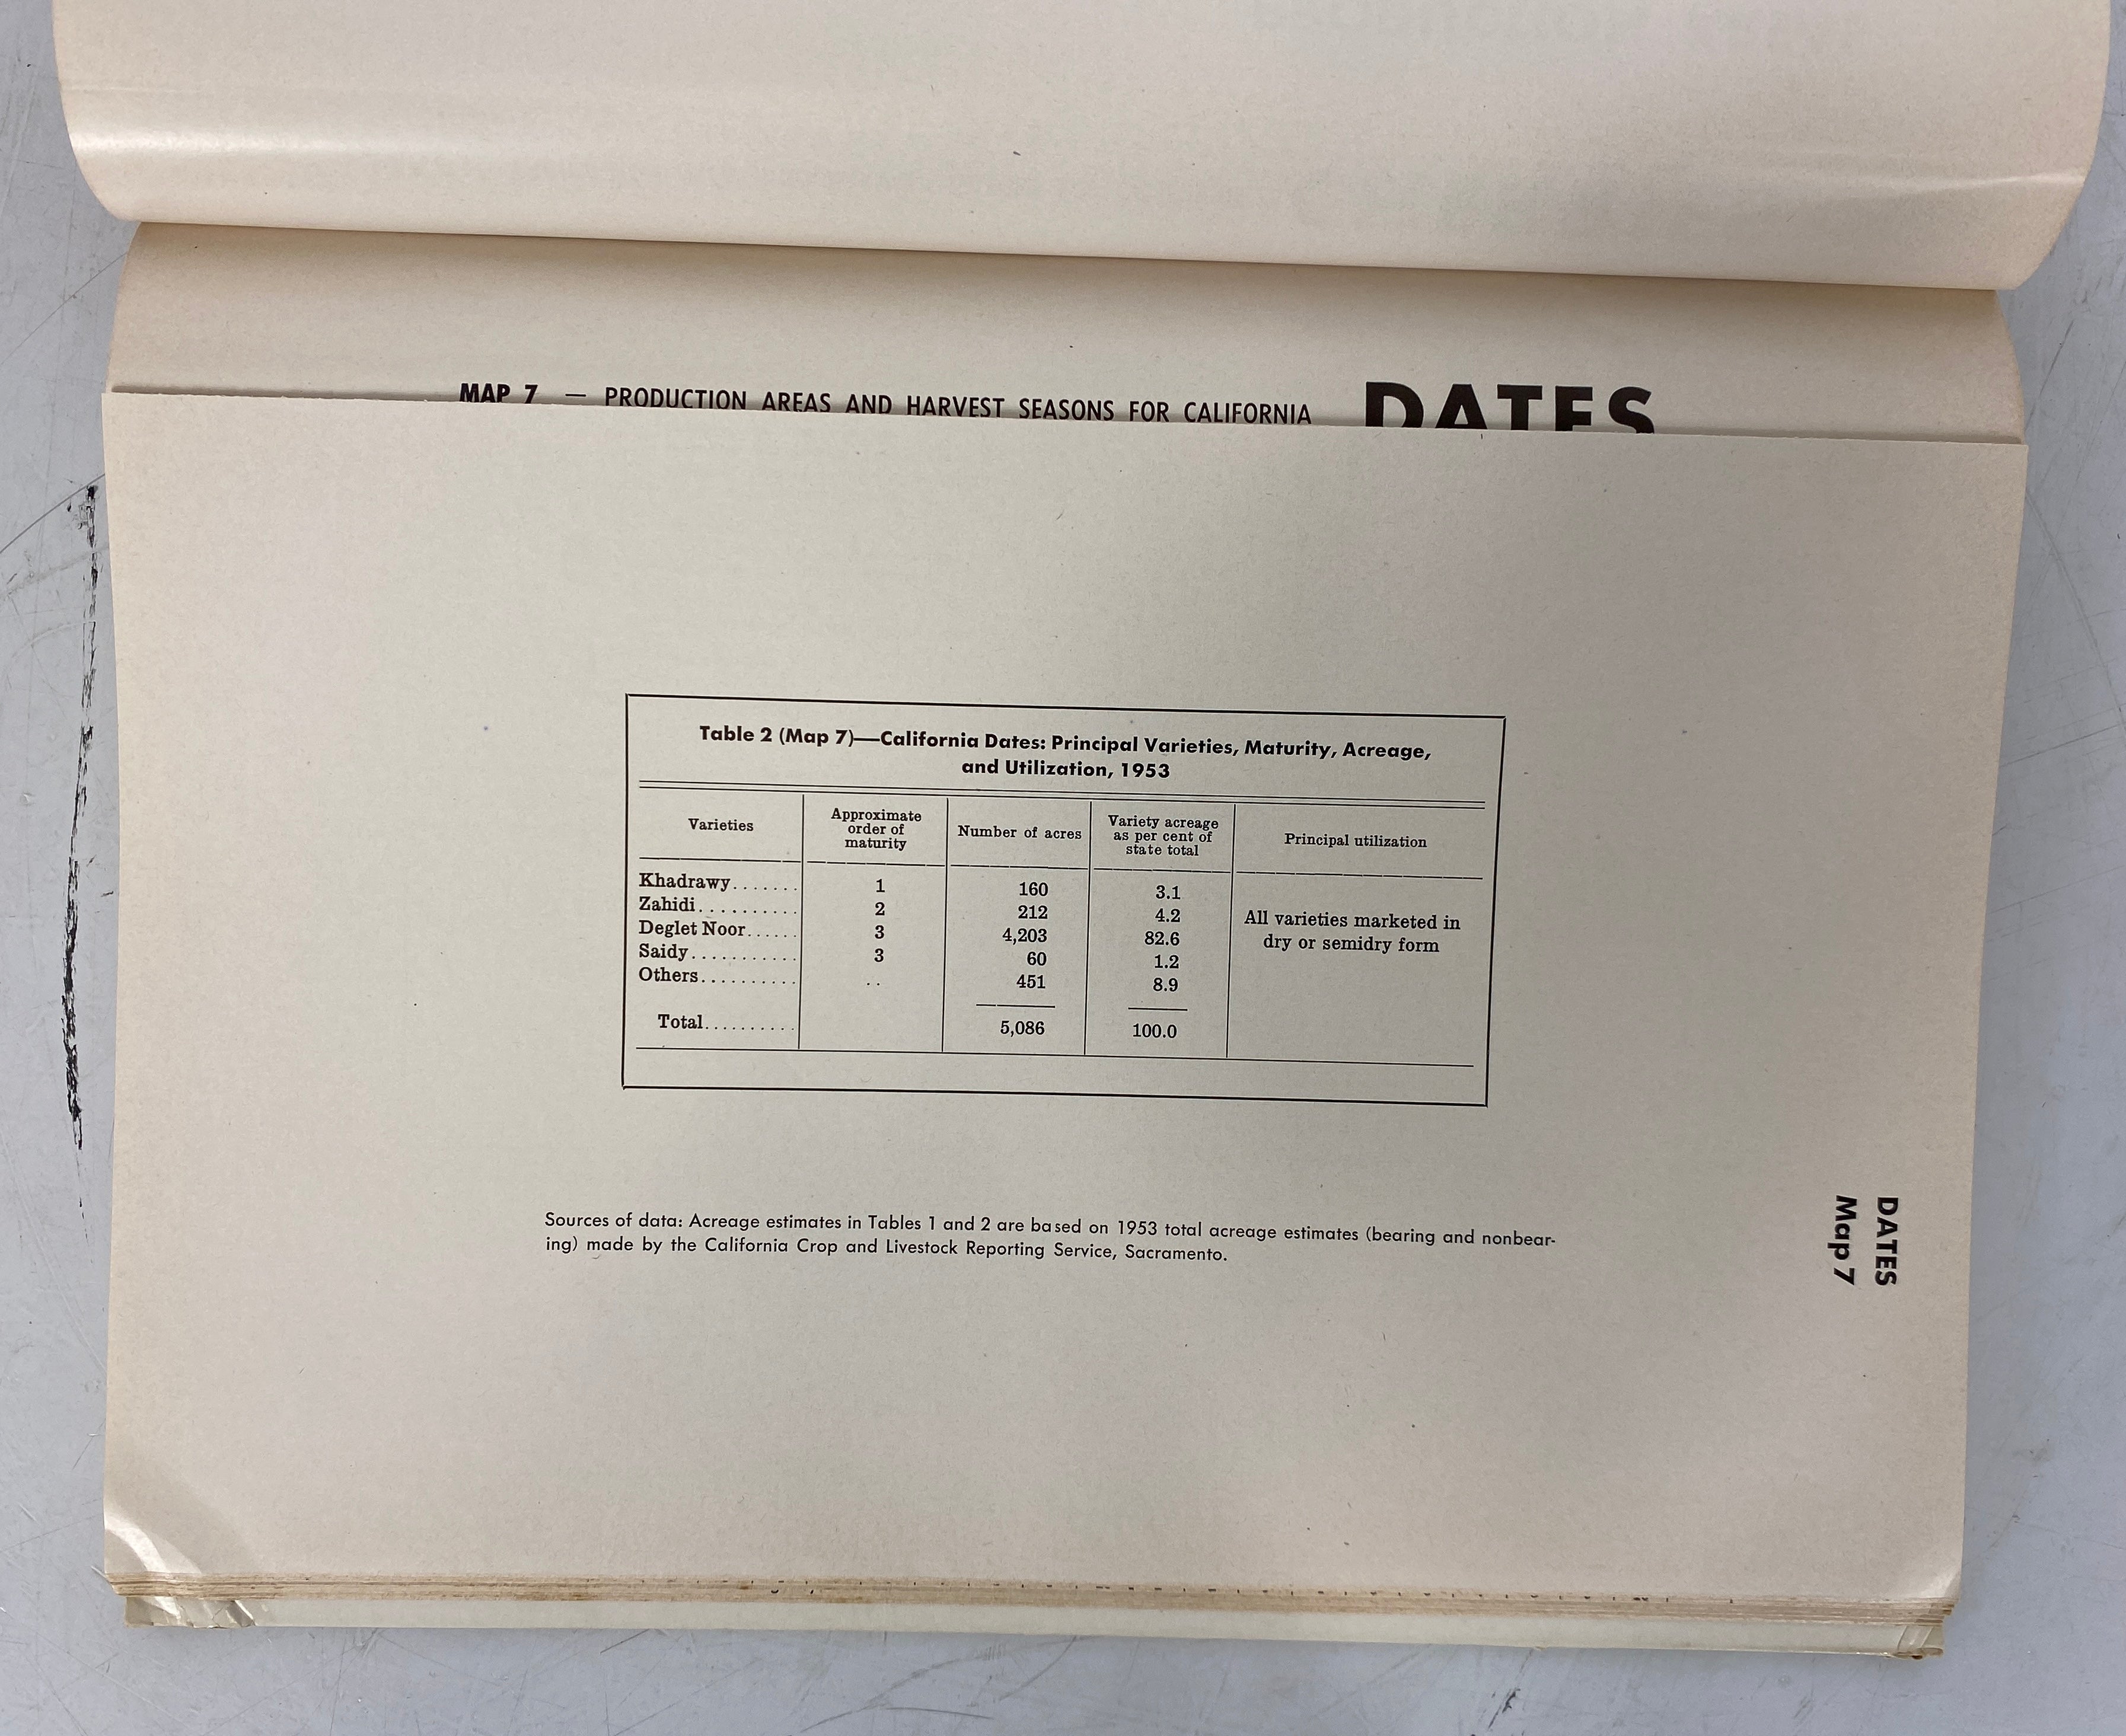 MAP 7 — PRODUCTION AREAS AND HARVEST SEASONS FOR CALIFORNIA DATES
Table 2 (Map 7)—California Dates: Principal Varieties, Maturity, Acreage,
and Utilization, 1953
Varieties
Approximate
order of
maturity
Number of acres
Variety acreage
as per cent of
state total
Principal utilization
Khadrawy....... 1 160 3.1
Zahidi.......... 2 212 4.2
Deglet Noor...... 3 4,203 82.6
Saidy........... 3 60 1.2
Others.......... .. 451 8.9
All varieties marketed in
dry or semidry form
Total.......... 5,086 100.0
Sources of data: Acreage estimates in Tables 1 and 2 are based on 1953 total acreage estimates (bearing and nonbear-
ing) made by the California Crop and Livestock Reporting Service, Sacramento.
DATES
Map 7